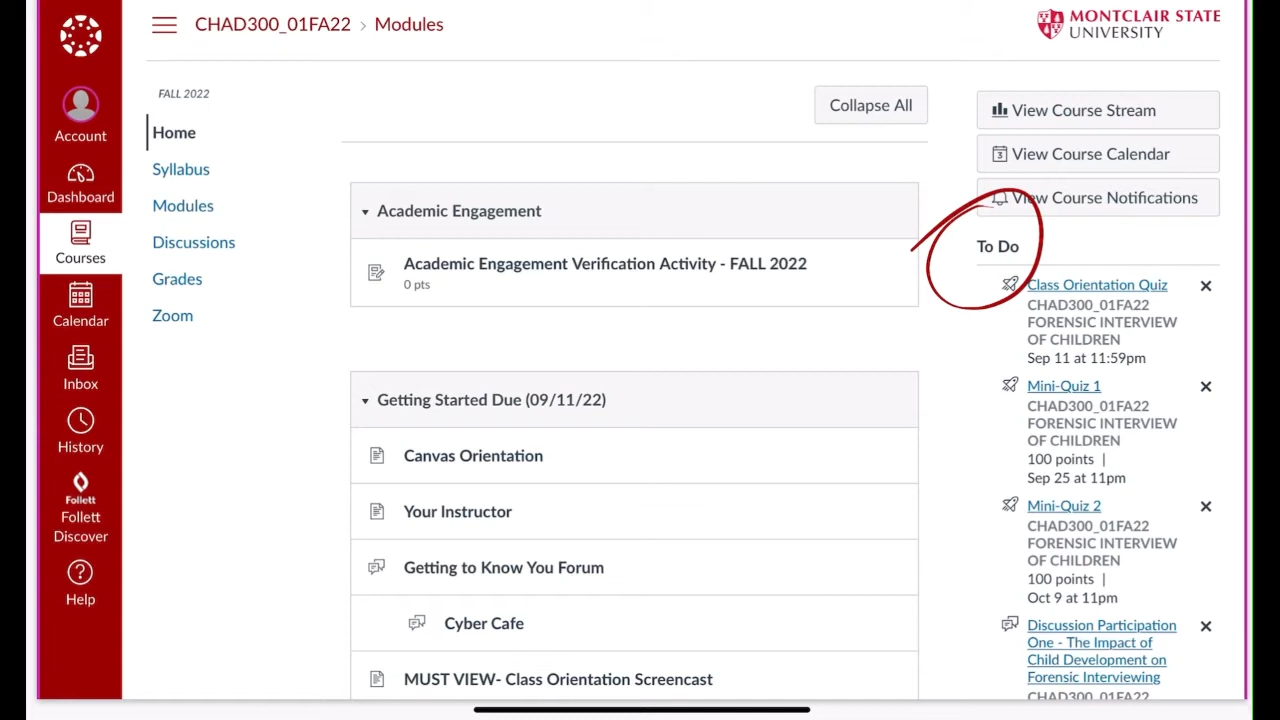 CHAD300_01FA22 > Modules
MONTCLAIR STATE
UNIVERSITY
Account
Dashboard
Courses
Calendar
Inbox
History
Follett
Follett
Discover
Help
FALL 2022
Home
Syllabus
Modules
Discussions
Grades
Zoom
Collapse All
Academic Engagement
Academic Engagement Verification Activity - FALL 2022
0 pts
Getting Started Due (09/11/22)
Canvas Orientation
Your Instructor
Getting to Know You Forum
Cyber Cafe
MUST VIEW- Class Orientation Screencast
View Course Stream
3 View Course Calendar
View Course Notifications
To Do
Class Orientation Quiz
CHAD300_01FA22
FORENSIC INTERVIEW
OF CHILDREN
Sep 11 at 11:59pm
Mini-Quiz 1
CHAD300_01FA22
FORENSIC INTERVIEW
OF CHILDREN
100 points |
Sep 25 at 11pm
Mini-Quiz 2
CHAD300_01FA22
FORENSIC INTERVIEW
OF CHILDREN
100 points |
Oct 9 at 11pm
Discussion Participation
One - The Impact of
Child Development on
Forensic Interviewing
CHAD300_01FA22